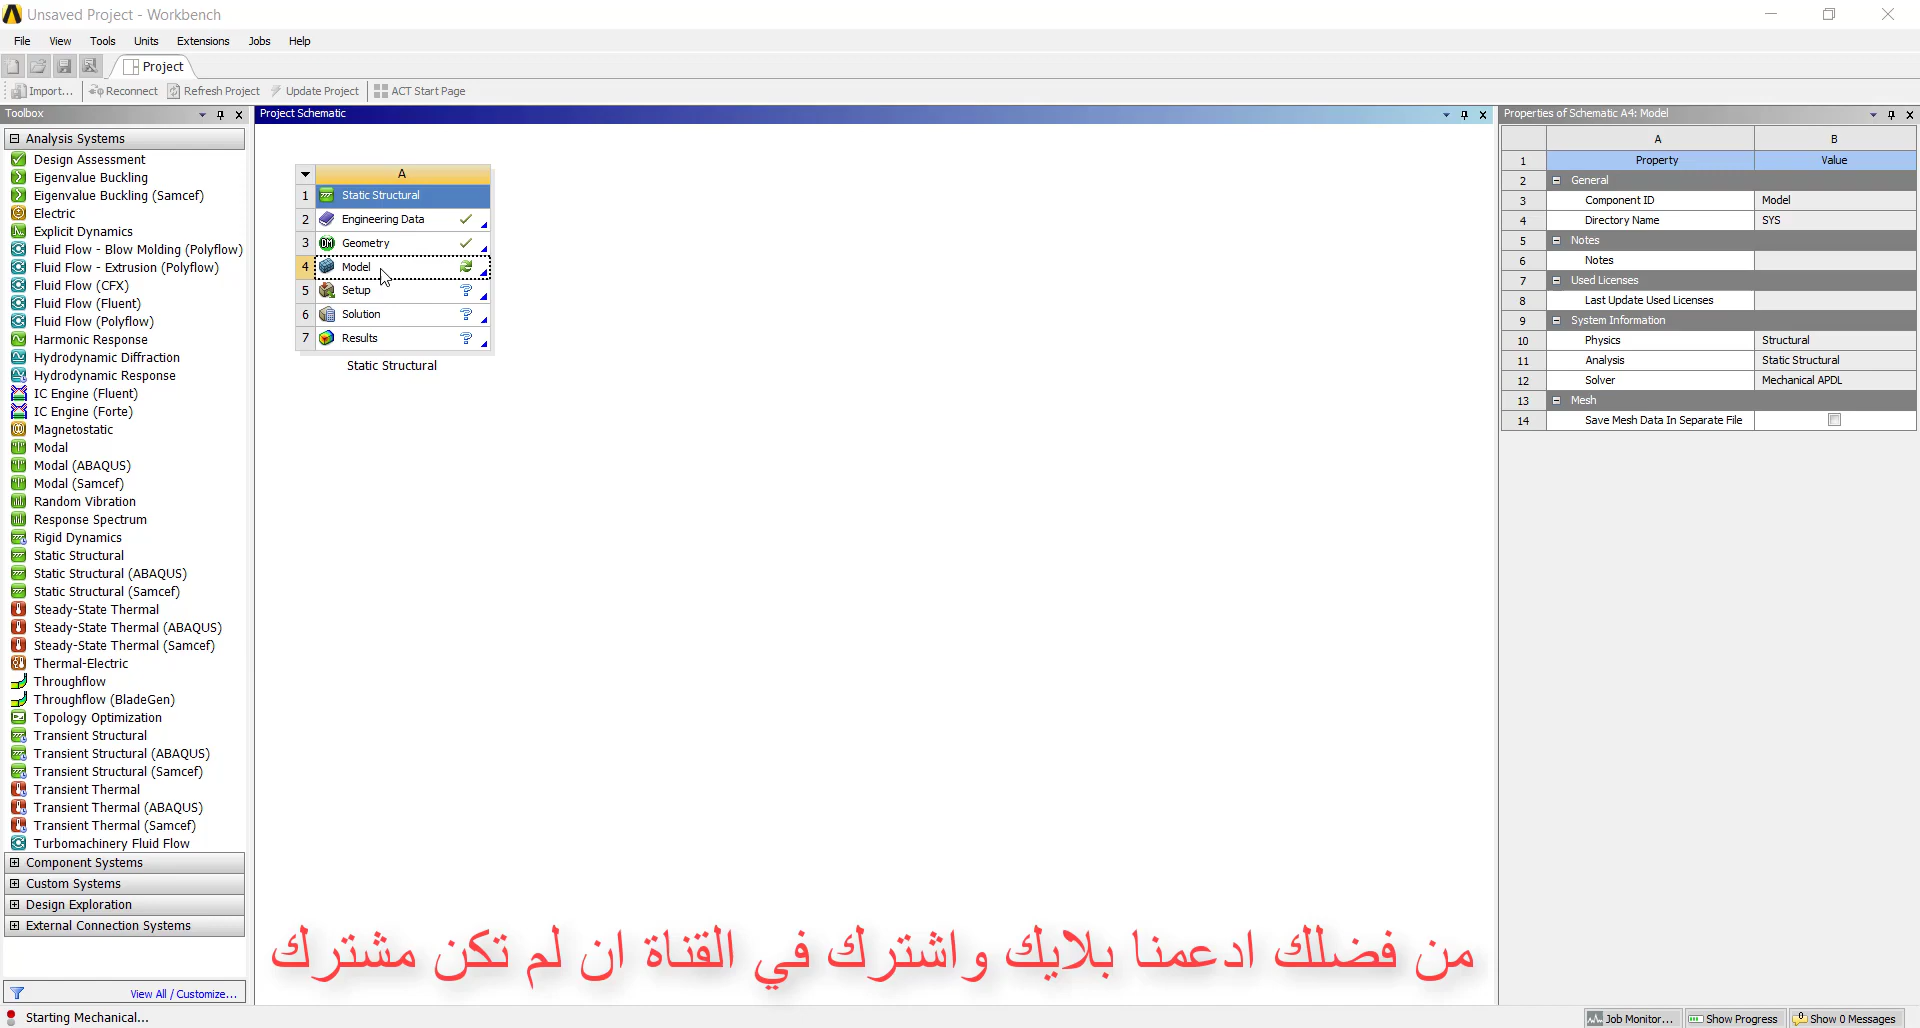 Unsaved Project - Workbench
File View Tools Units Extensions Jobs Help
Project
Import... Reconnect Refresh Project Update Project ACT Start Page
Toolbox
Analysis Systems
Design Assessment
Eigenvalue Buckling
Eigenvalue Buckling (Samcef)
Electric
Explicit Dynamics
Fluid Flow - Blow Molding (Polyflow)
Fluid Flow - Extrusion (Polyflow)
Fluid Flow (CFX)
Fluid Flow (Fluent)
Fluid Flow (Polyflow)
Harmonic Response
Hydrodynamic Diffraction
Hydrodynamic Response
IC Engine (Fluent)
IC Engine (Forte)
Magnetostatic
Modal
Modal (ABAQUS)
Modal (Samcef)
Random Vibration
Response Spectrum
Rigid Dynamics
Static Structural
Static Structural (ABAQUS)
Static Structural (Samcef)
Steady-State Thermal
Steady-State Thermal (ABAQUS)
Steady-State Thermal (Samcef)
Thermal-Electric
Throughflow
Throughflow (BladeGen)
Topology Optimization
Transient Structural
Transient Structural (ABAQUS)
Transient Structural (Samcef)
Transient Thermal
Transient Thermal (ABAQUS)
Transient Thermal (Samcef)
Turbomachinery Fluid Flow
Component Systems
Custom Systems
Design Exploration
External Connection Systems
View All / Customize...
Project Schematic
A
1 Static Structural
2 Engineering Data
3 Geometry
4 Model
5 Setup ?
6 Solution ?
7 Results ?
Static Structural
من فضلك ادعمنا بلايك واشترك في القناة ان لم تكن مشترك
Properties of Schematic A4: Model
A B
1 Property Value
2 General
3 Component ID Model
4 Directory Name SYS
5 Notes
6 Notes
7 Used Licenses
8 Last Update Used Licenses
9 System Information
10 Physics Structural
11 Analysis Static Structural
12 Solver Mechanical APDL
13 Mesh
14 Save Mesh Data In Separate File
Starting Mechanical...
Job Monitor... Show Progress Show 0 Messages